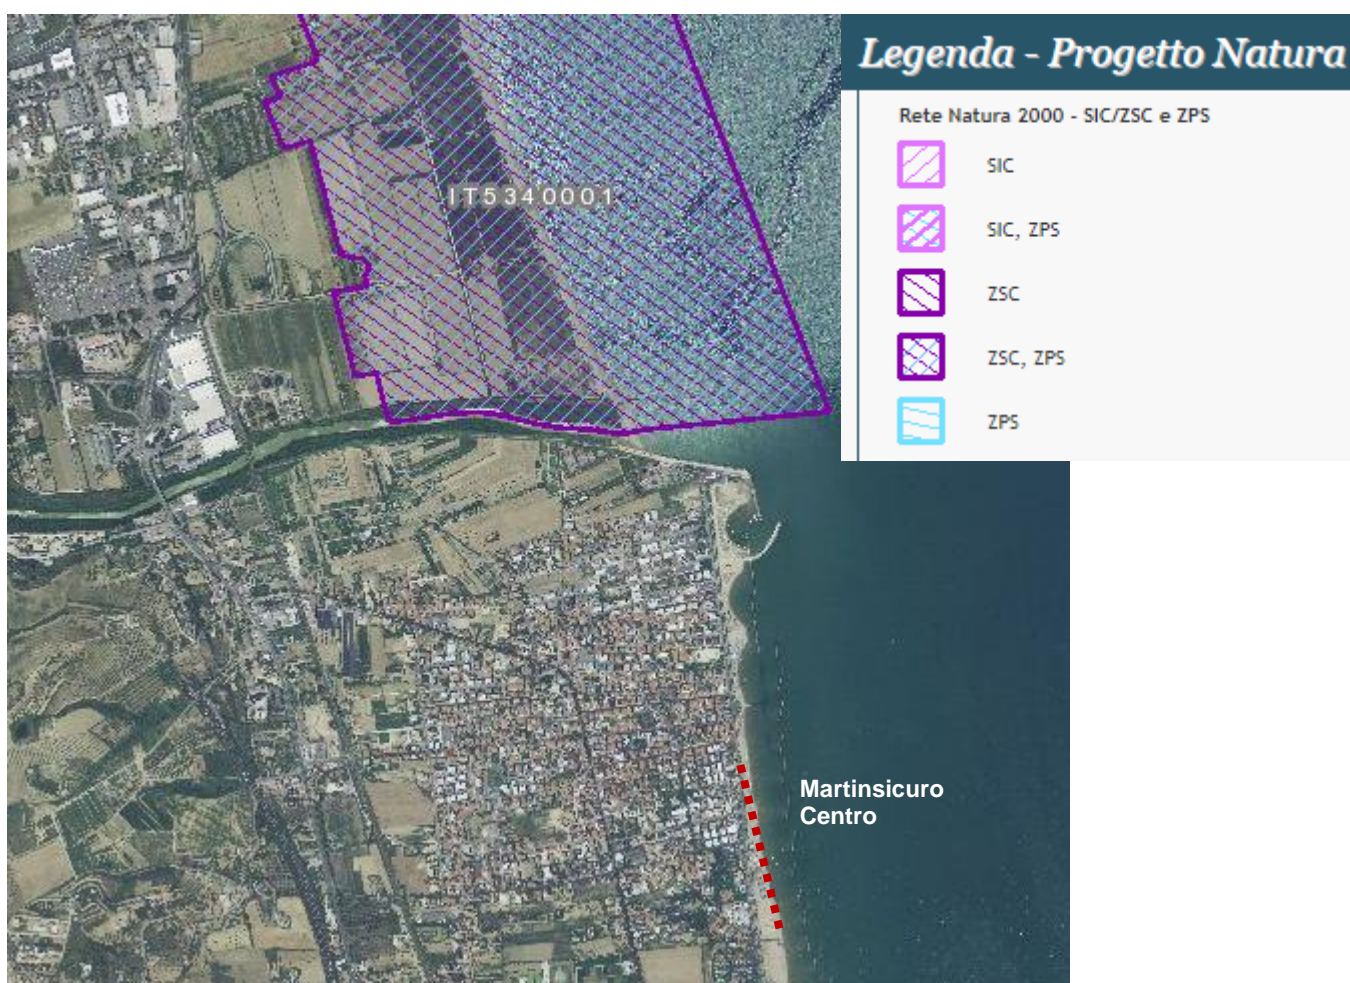 Legenda - Progetto Natura
Rete Natura 2000 - SIC/ZSC e ZPS
SIC
SIC, ZPS
ZSC
ZSC, ZPS
ZPS
IT5340001
Martinsicuro
Centro